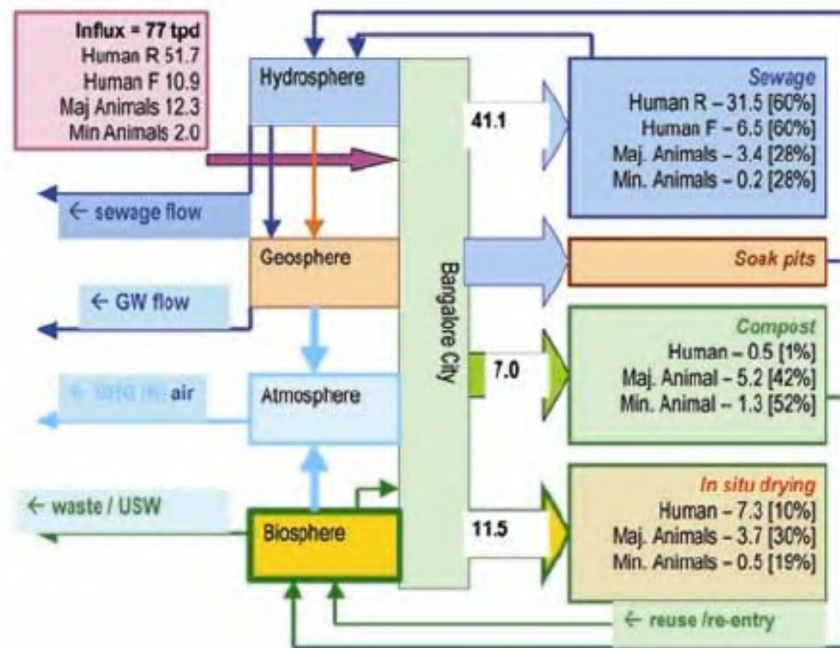 Influx = 77 tpd
Human R 51.7
Human F 10.9
Maj Animals 12.3
Min Animals 2.0
Hydrosphere
← sewage flow
Geosphere
← GW flow
Atmosphere
air
← waste / USW
Biosphere
Bangalore City
41.1
7.0
11.5
Sewage
Human R – 31.5 [60%]
Human F – 6.5 [60%]
Maj. Animals – 3.4 [28%]
Min. Animals – 0.2 [28%]
Soak pits
Compost
Human – 0.5 [1%]
Maj. Animal – 5.2 [42%]
Min. Animal – 1.3 [52%]
In situ drying
Human – 7.3 [10%]
Maj. Animals – 3.7 [30%]
Min. Animals – 0.5 [19%]
← reuse /re-entry